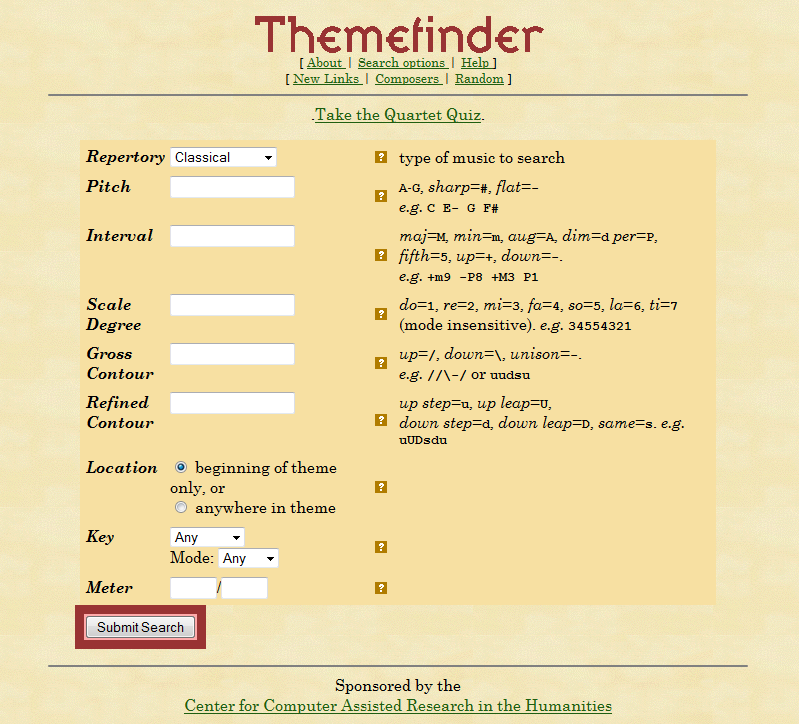 Themefinder
[ About | Search options | Help ]
[ New Links | Composers | Random ]
.Take the Quartet Quiz.
Repertory Classical ? type of music to search
Pitch ? A-G, sharp=#, flat=-
e.g. C E- G F#
Interval ? maj=M, min=m, aug=A, dim=d per=P,
fifth=5, up=+, down=-.
e.g. +m9 -P8 +M3 P1
Scale
Degree ? do=1, re=2, mi=3, fa=4, so=5, la=6, ti=7
(mode insensitive). e.g. 34554321
Gross
Contour ? up=/, down=\, unison=-.
e.g. //\-/ or uudsu
Refined
Contour ? up step=u, up leap=U,
down step=d, down leap=D, same=s. e.g.
uUDsdu
Location beginning of theme
only, or ?
anywhere in theme
Key Any ?
Mode: Any
Meter / ?
Submit Search
Sponsored by the
Center for Computer Assisted Research in the Humanities